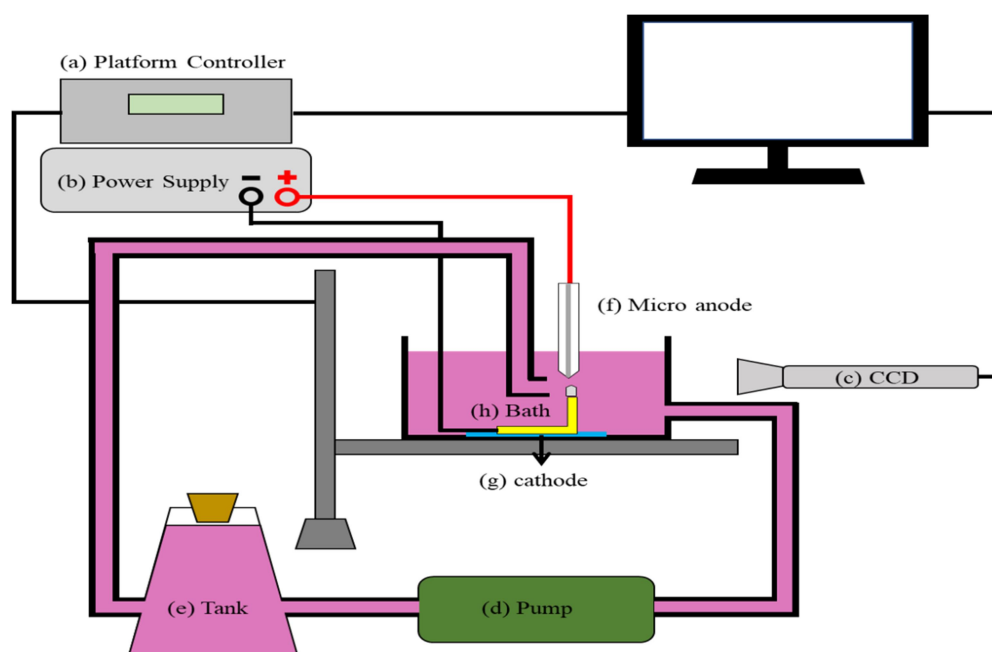 (a) Platform Controller
(b) Power Supply
− +
(f) Micro anode
(c) CCD
(h) Bath
(g) cathode
(e) Tank
(d) Pump